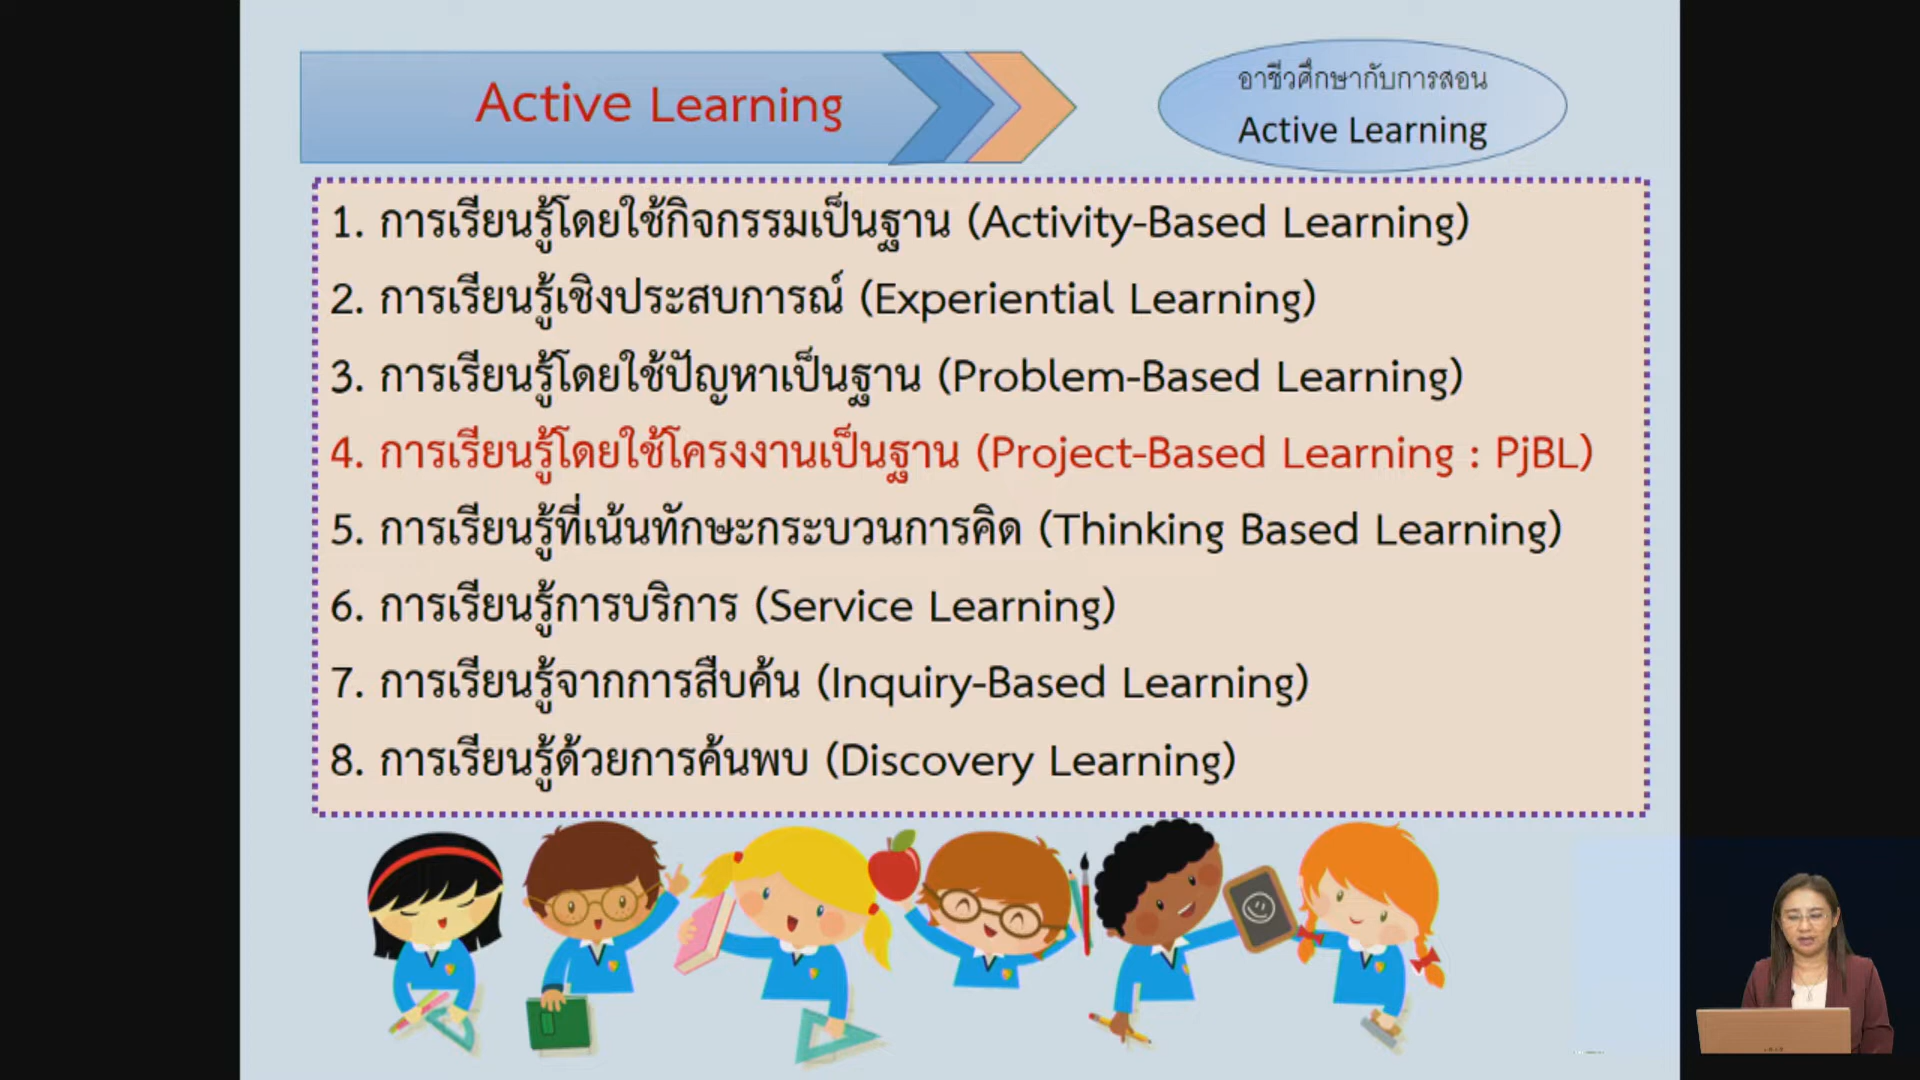 Active Learning
อาชีวศึกษากับการสอน
Active Learning
1. การเรียนรู้โดยใช้กิจกรรมเป็นฐาน (Activity-Based Learning)
2. การเรียนรู้เชิงประสบการณ์ (Experiential Learning)
3. การเรียนรู้โดยใช้ปัญหาเป็นฐาน (Problem-Based Learning)
4. การเรียนรู้โดยใช้โครงงานเป็นฐาน (Project-Based Learning : PjBL)
5. การเรียนรู้ที่เน้นทักษะกระบวนการคิด (Thinking Based Learning)
6. การเรียนรู้การบริการ (Service Learning)
7. การเรียนรู้จากการสืบค้น (Inquiry-Based Learning)
8. การเรียนรู้ด้วยการค้นพบ (Discovery Learning)